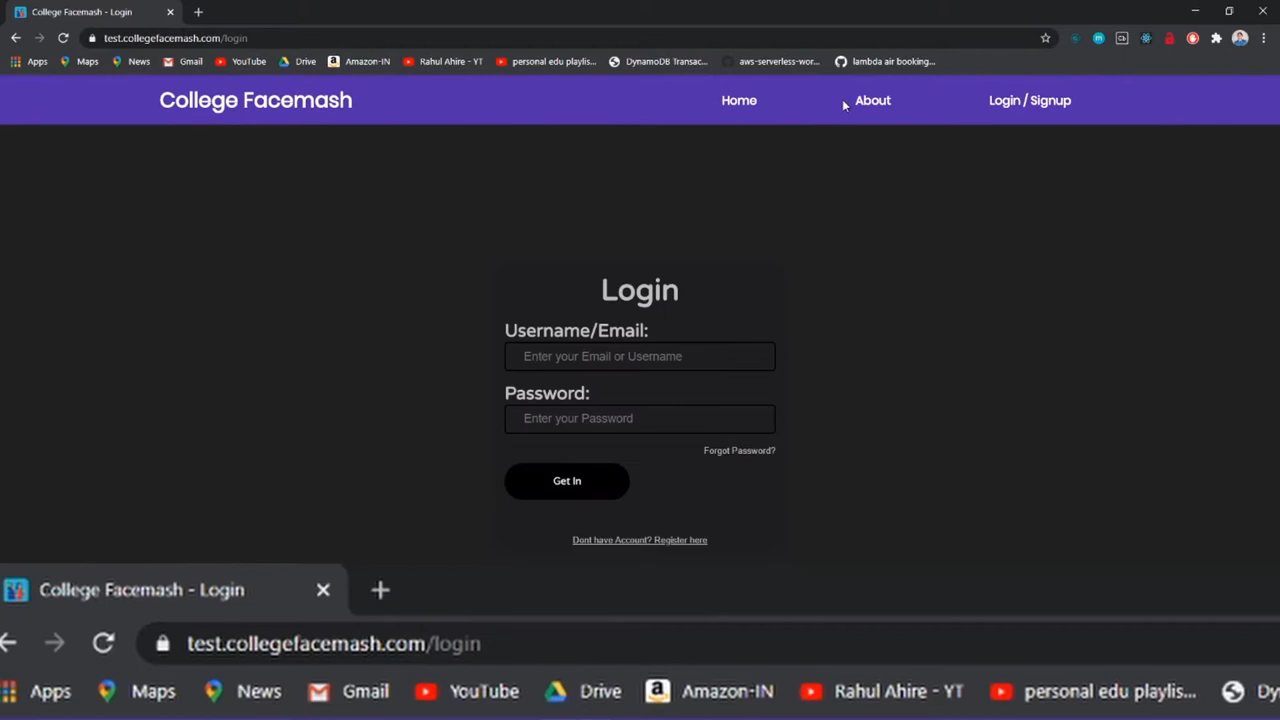 College Facemash - Login
test.collegefacemash.com/login
Apps Maps News Gmail YouTube Drive Amazon-IN Rahul Ahire - YT personal edu playlis... DynamoDB Transac... aws-serverless-wor... lambda air booking...
College Facemash Home About Login / Signup
Login
Username/Email:
Enter your Email or Username
Password:
Enter your Password
Forgot Password?
Get In
Dont have Account? Register here
College Facemash - Login
test.collegefacemash.com/login
Apps Maps News Gmail YouTube Drive Amazon-IN Rahul Ahire - YT personal edu playlis... Dy